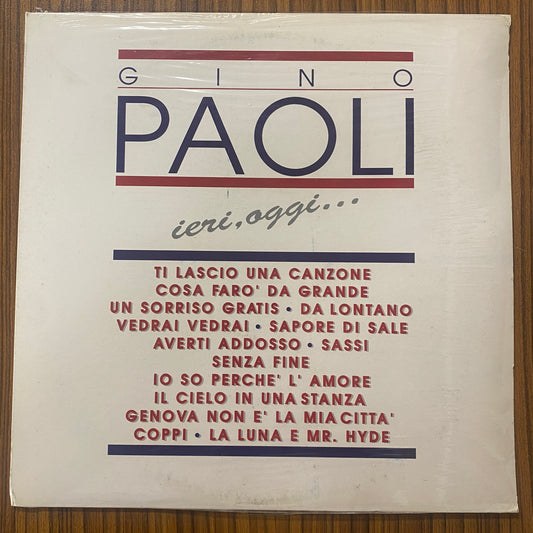 GINO
PAOLI
ieri, oggi...
TI LASCIO UNA CANZONE
COSA FARO' DA GRANDE
UN SORRISO GRATIS • DA LONTANO
VEDRAI VEDRAI • SAPORE DI SALE
AVERTI ADDOSSO • SASSI
SENZA FINE
IO SO PERCHE' L' AMORE
IL CIELO IN UNA STANZA
GENOVA NON E' LA MIA CITTA'
COPPI • LA LUNA E MR. HYDE